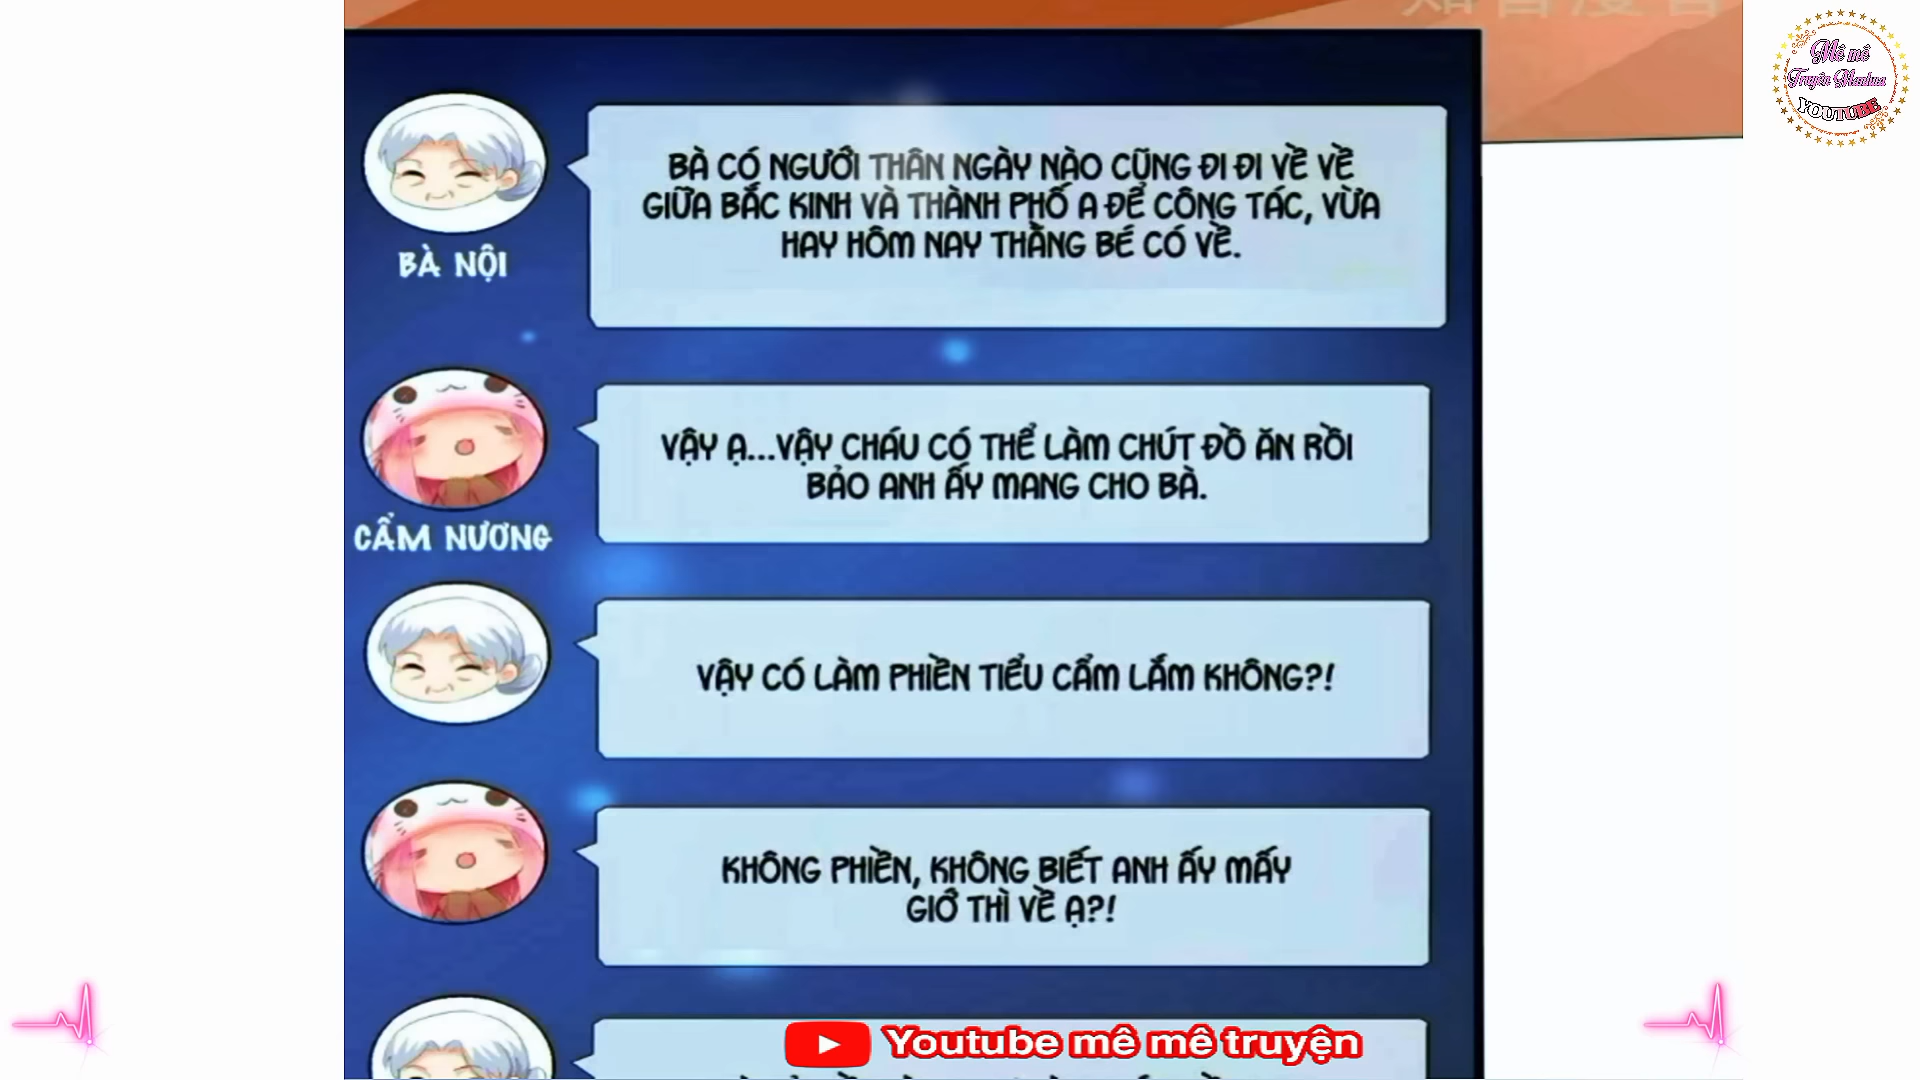 Mê mê
Truyện Manhua
YOUTUBE
BÀ CÓ NGƯỜI THÂN NGÀY NÀO CŨNG ĐI ĐI VỀ VỀ
GIỮA BẮC KINH VÀ THÀNH PHỐ A ĐỂ CÔNG TÁC, VỪA
HAY HÔM NAY THẰNG BÉ CÓ VỀ.
BÀ NỘI
VẬY Ạ...VẬY CHÁU CÓ THỂ LÀM CHÚT ĐỒ ĂN RỒI
BẢO ANH ẤY MANG CHO BÀ.
CẨM NƯƠNG
VẬY CÓ LÀM PHIỀN TIỂU CẨM LẮM KHÔNG?!
KHÔNG PHIỀN, KHÔNG BIẾT ANH ẤY MẤY
GIỜ THÌ VỀ Ạ?!
Youtube mê mê truyện